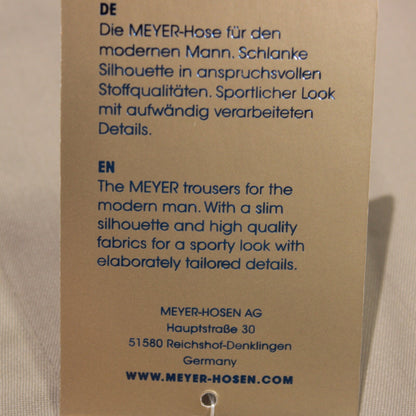 DE
Die MEYER-Hose für den
modernen Mann. Schlanke
Silhouette in anspruchsvollen
Stoffqualitäten. Sportlicher Look
mit aufwändig verarbeiteten
Details.
EN
The MEYER trousers for the
modern man. With a slim
silhouette and high quality
fabrics for a sporty look with
elaborately tailored details.
MEYER-HOSEN AG
Hauptstraße 30
51580 Reichshof-Denklingen
Germany
WWW.MEYER-HOSEN.COM